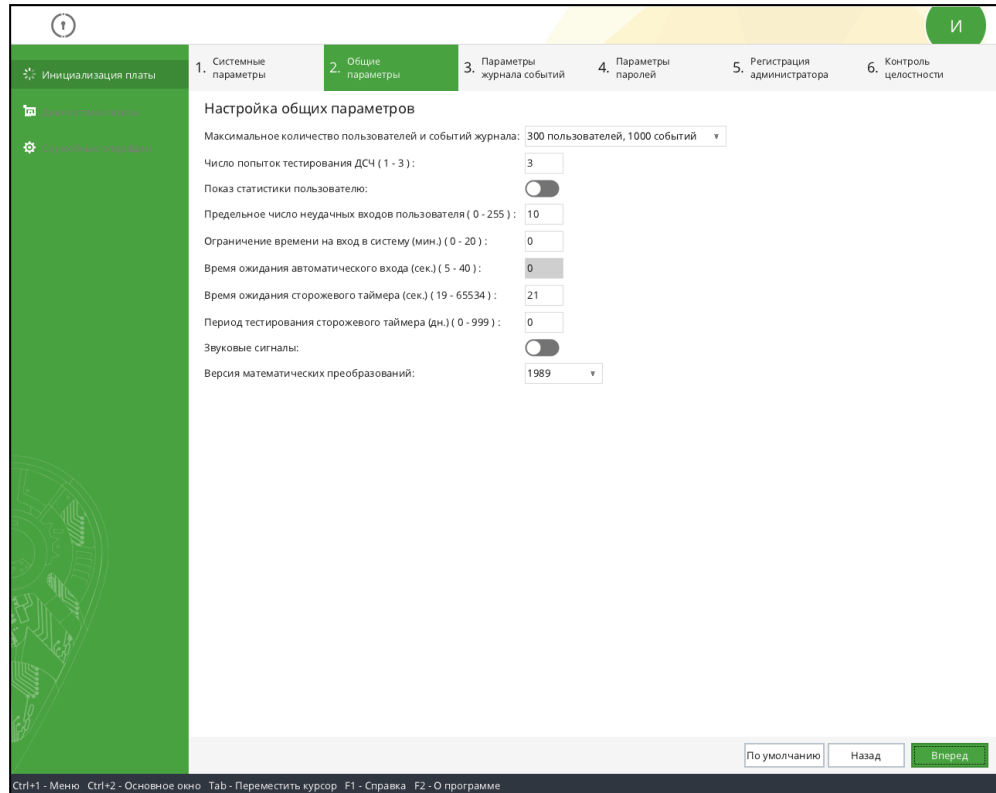 И
Инициализация платы
1. Системные параметры
2. Общие параметры
3. Параметры журнала событий
4. Параметры паролей
5. Регистрация администратора
6. Контроль целостности
Настройка общих параметров
Максимальное количество пользователей и событий журнала: 300 пользователей, 1000 событий
Число попыток тестирования ДСЧ ( 1 - 3 ) : 3
Показ статистики пользователю:
Предельное число неудачных входов пользователя ( 0 - 255 ) : 10
Ограничение времени на вход в систему (мин.) ( 0 - 20 ) : 0
Время ожидания автоматического входа (сек.) ( 5 - 40 ) : 0
Время ожидания сторожевого таймера (сек.) ( 19 - 65534 ) : 21
Период тестирования сторожевого таймера (дн.) ( 0 - 999 ) : 0
Звуковые сигналы:
Версия математических преобразований: 1989
По умолчанию Назад Вперед
Ctrl+1 - Меню Ctrl+2 - Основное окно Tab - Переместить курсор F1 - Справка F2 - О программе